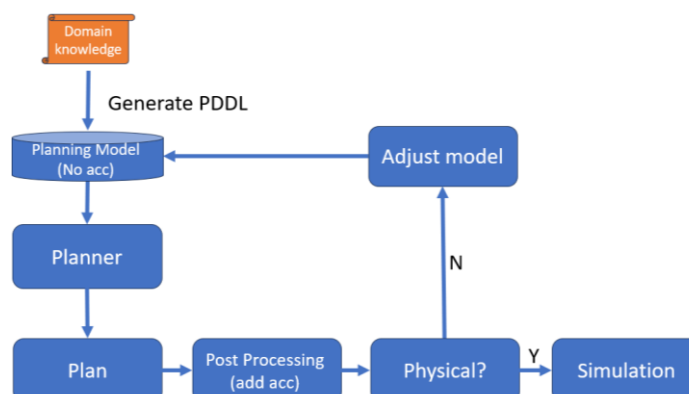 Domain
knowledge
Generate PDDL
Planning Model
(No acc)
Adjust model
Planner
N
Plan
Post Processing
(add acc)
Physical?
Y
Simulation